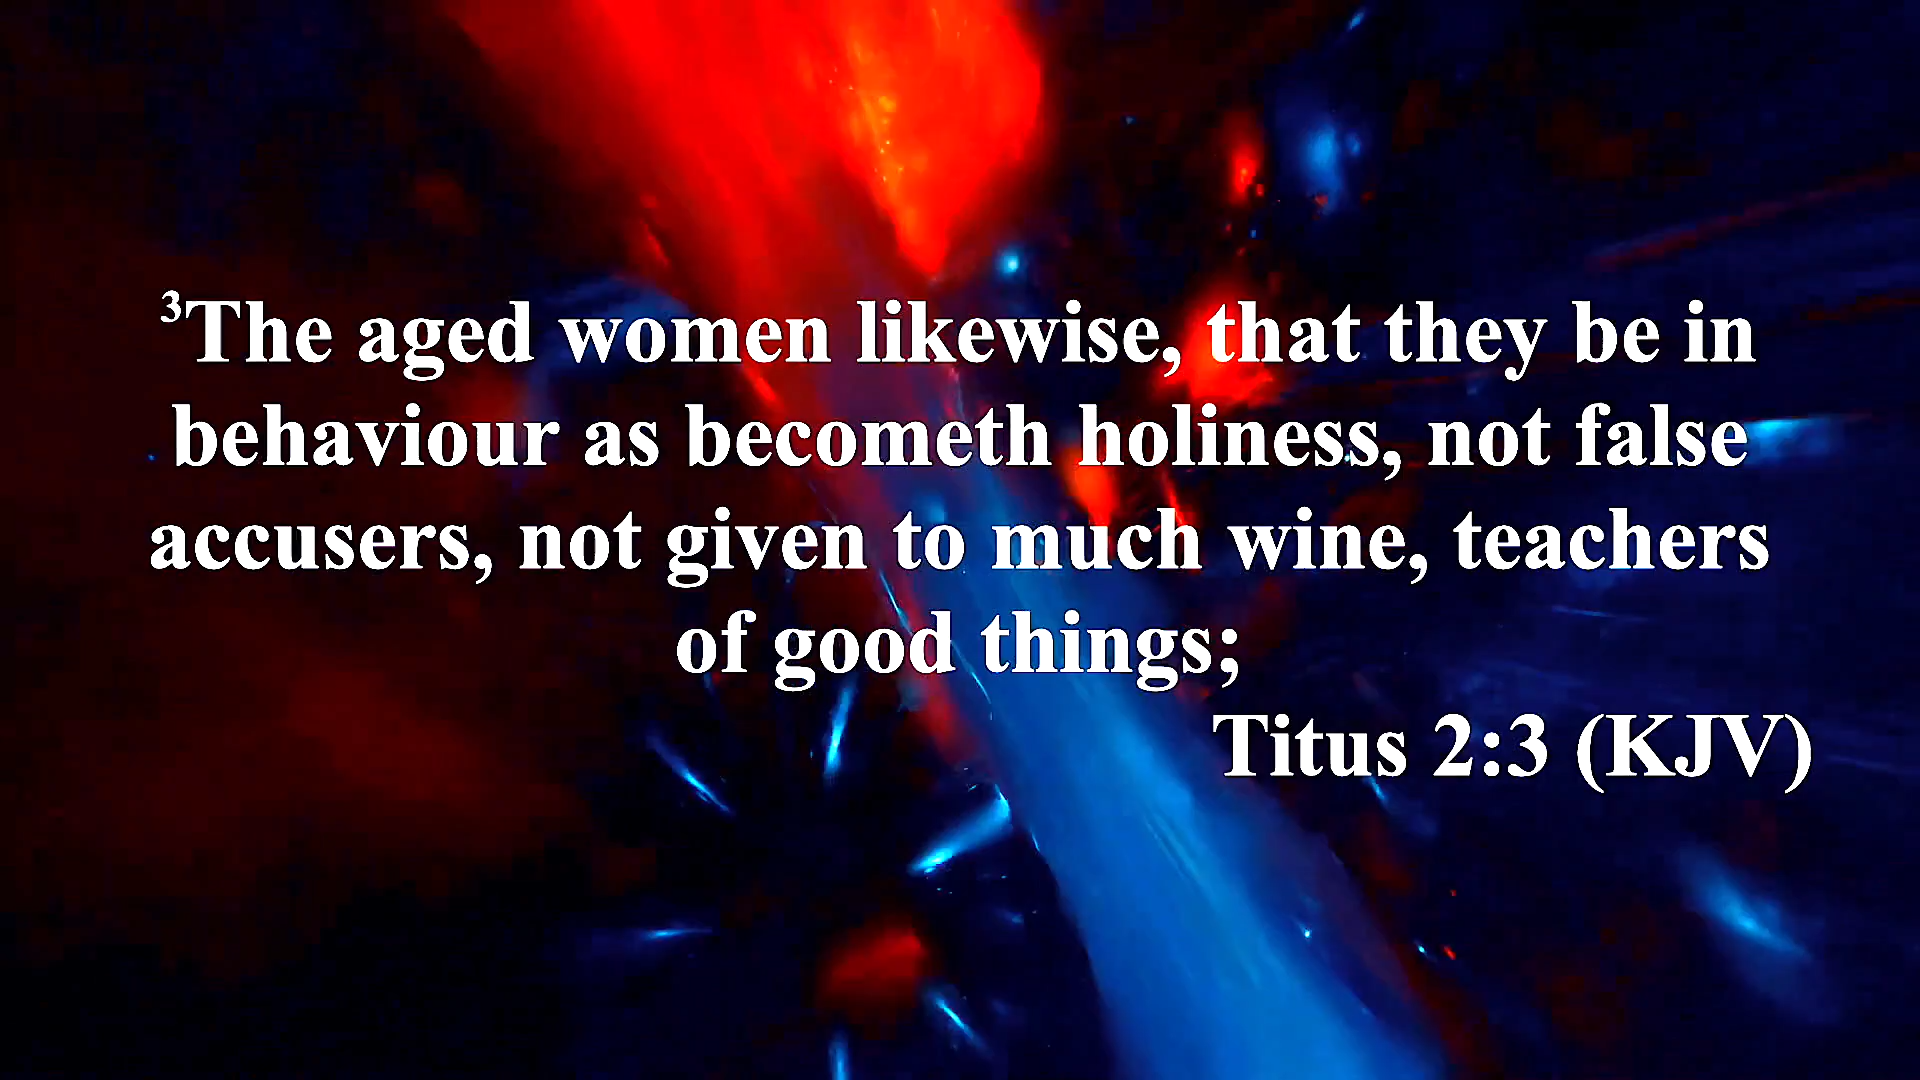 ³The aged women likewise, that they be in
behaviour as becometh holiness, not false
accusers, not given to much wine, teachers
of good things;
Titus 2:3 (KJV)